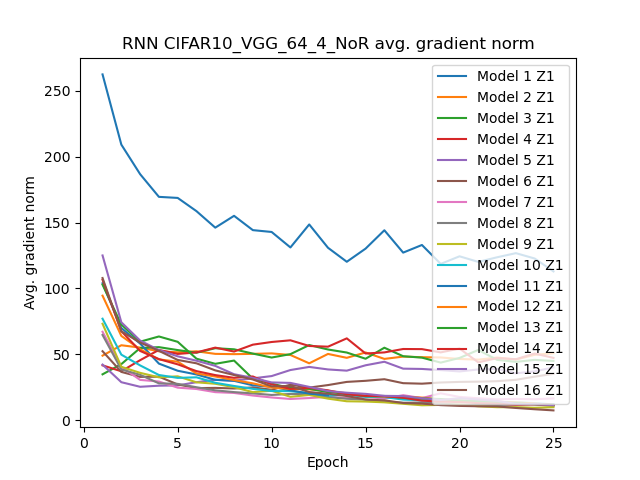 RNN CIFAR10_VGG_64_4_NoR avg. gradient norm
Avg. gradient norm
250
200
150
100
50
0
0
5
10
15
20
25
Epoch
Model 1 Z1
Model 2 Z1
Model 3 Z1
Model 4 Z1
Model 5 Z1
Model 6 Z1
Model 7 Z1
Model 8 Z1
Model 9 Z1
Model 10 Z1
Model 11 Z1
Model 12 Z1
Model 13 Z1
Model 14 Z1
Model 15 Z1
Model 16 Z1